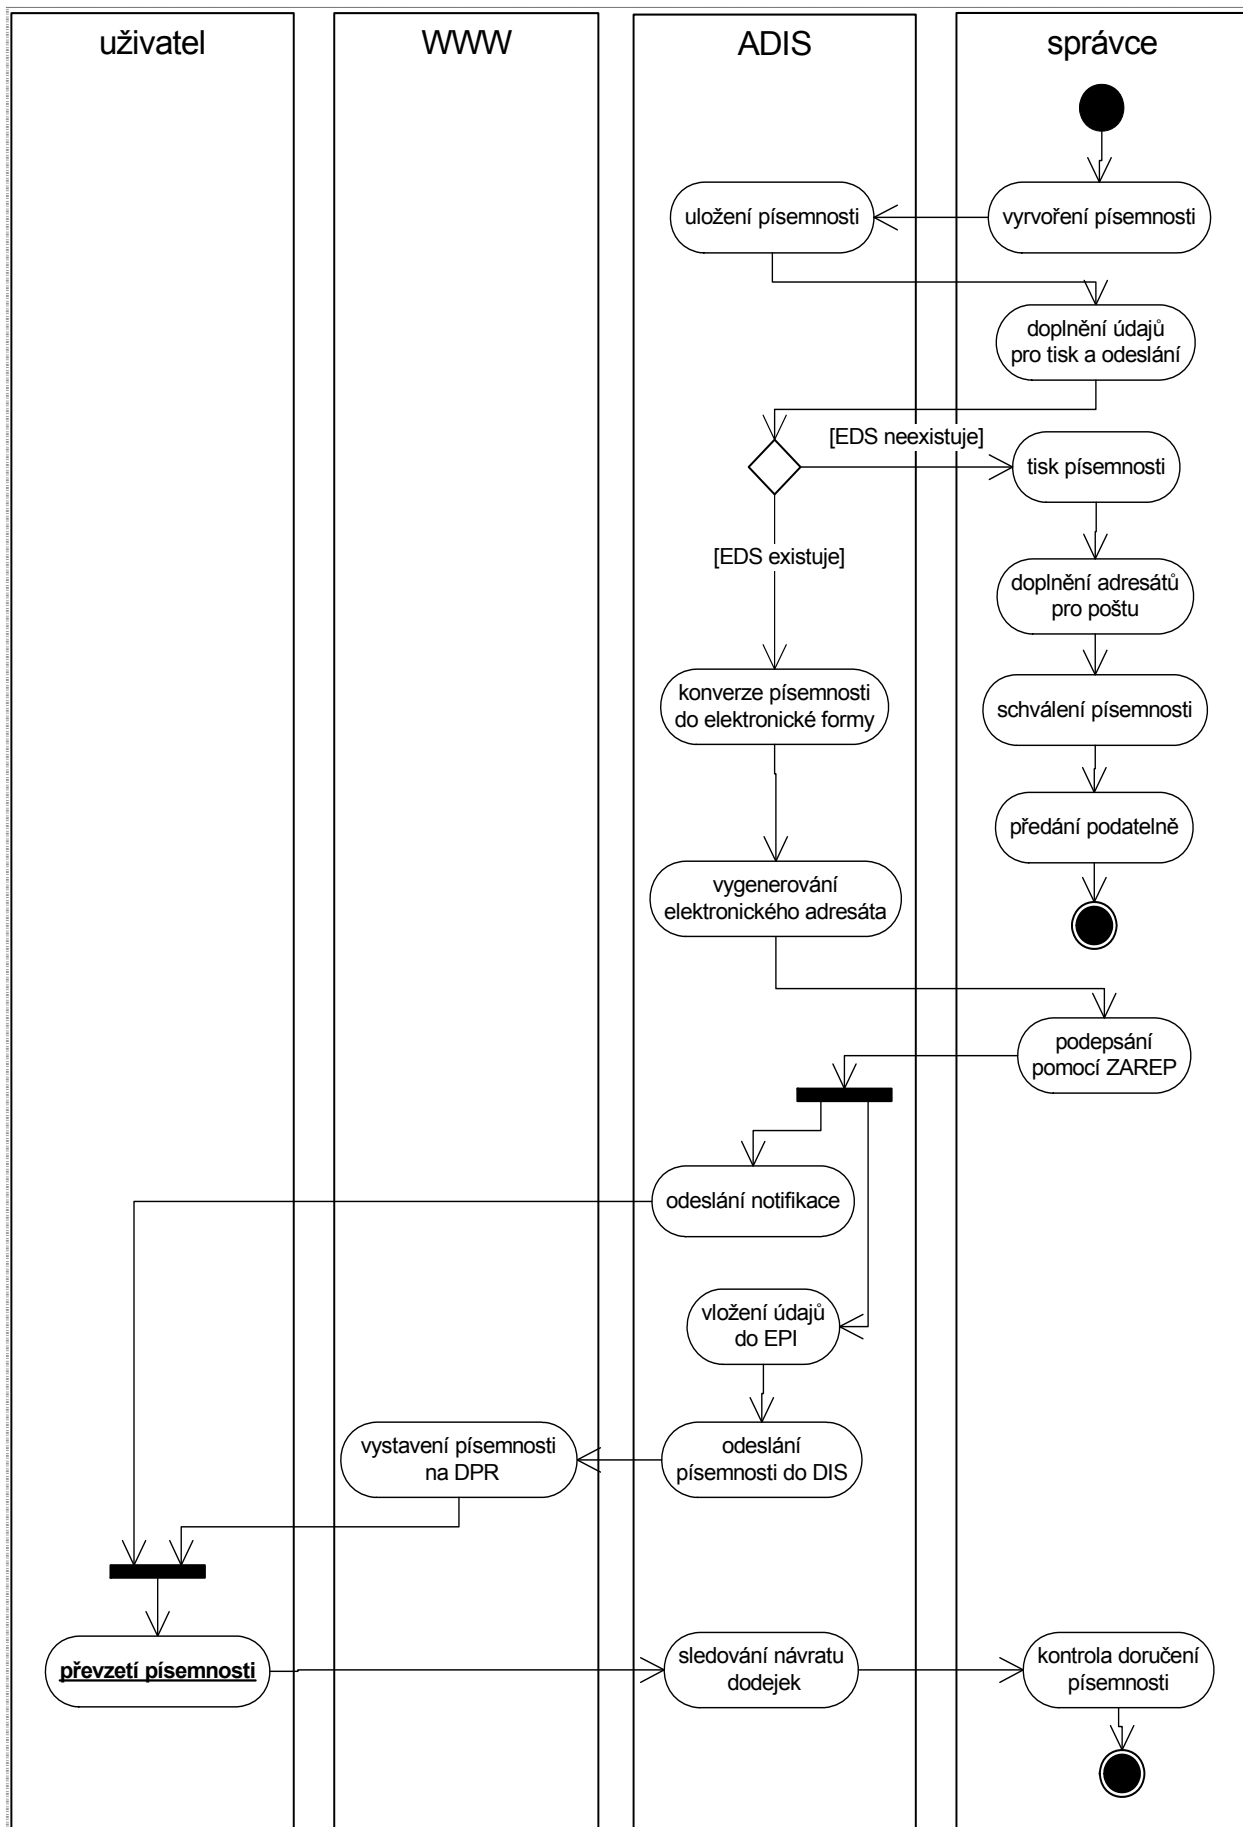 uživatel
WWW
ADIS
správce
uložení písemnosti
vyrvoření písemnosti
doplnění údajů
pro tisk a odeslání
[EDS neexistuje]
tisk písemnosti
[EDS existuje]
doplnění adresátů
pro poštu
konverze písemnosti
do elektronické formy
schválení písemnosti
předání podatelně
vygenerování
elektronického adresáta
podepsání
pomocí ZAREP
odeslání notifikace
vložení údajů
do EPI
vystavení písemnosti
na DPR
odeslání
písemnosti do DIS
převzetí písemnosti
sledování návratu
dodejek
kontrola doručení
písemnosti